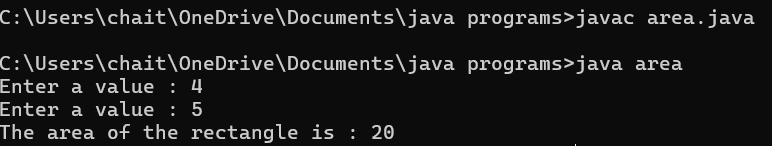 C:\Users\chait\OneDrive\Documents\java programs>javac area.java
C:\Users\chait\OneDrive\Documents\java programs>java area
Enter a value : 4
Enter a value : 5
The area of the rectangle is : 20